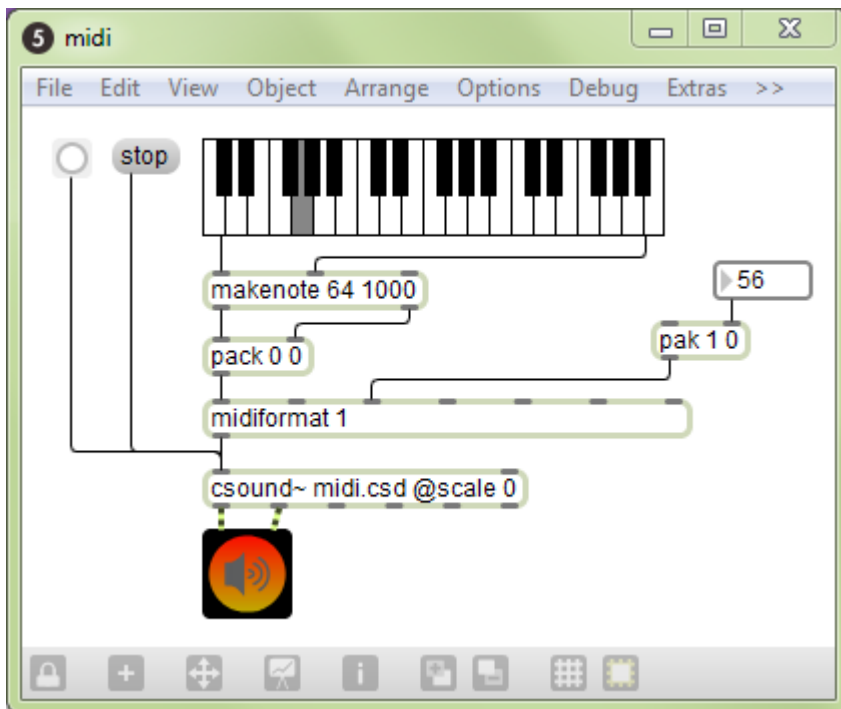 5 midi
File Edit View Object Arrange Options Debug Extras >>
stop
makenote 64 1000
56
pack 0 0
pak 1 0
midiformat 1
csound~ midi.csd @scale 0
i